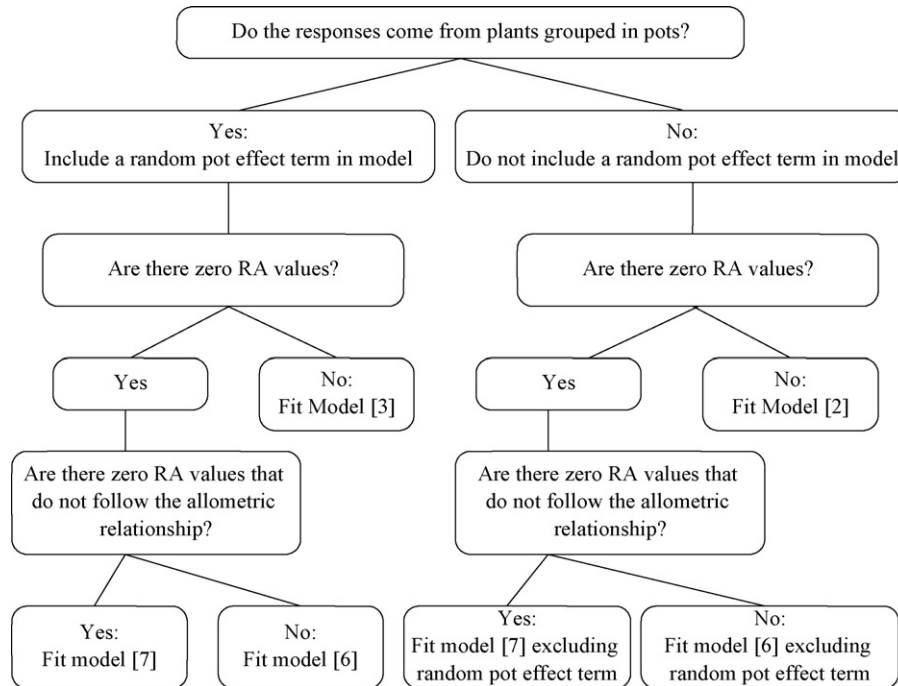 Do the responses come from plants grouped in pots?
Yes:
Include a random pot effect term in model
No:
Do not include a random pot effect term in model
Are there zero RA values?
Are there zero RA values?
Yes
No:
Fit Model [3]
Yes
No:
Fit Model [2]
Are there zero RA values that
do not follow the allometric
relationship?
Are there zero RA values that
do not follow the allometric
relationship?
Yes:
Fit model [7]
No:
Fit model [6]
Yes:
Fit model [7] excluding
random pot effect term
No:
Fit model [6] excluding
random pot effect term